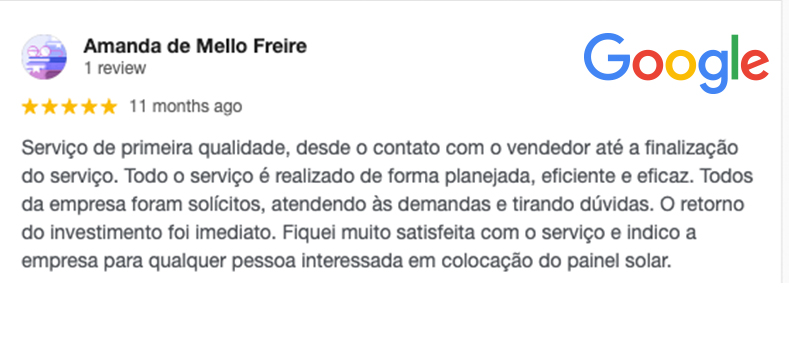 Amanda de Mello Freire
Google
1 review
11 months ago
Serviço de primeira qualidade, desde o contato com o vendedor até a finalização
do serviço. Todo o serviço é realizado de forma planejada, eficiente e eficaz. Todos
da empresa foram solícitos, atendendo às demandas e tirando dúvidas. O retorno
do investimento foi imediato. Fiquei muito satisfeita com o serviço e indico a
empresa para qualquer pessoa interessada em colocação do painel solar.